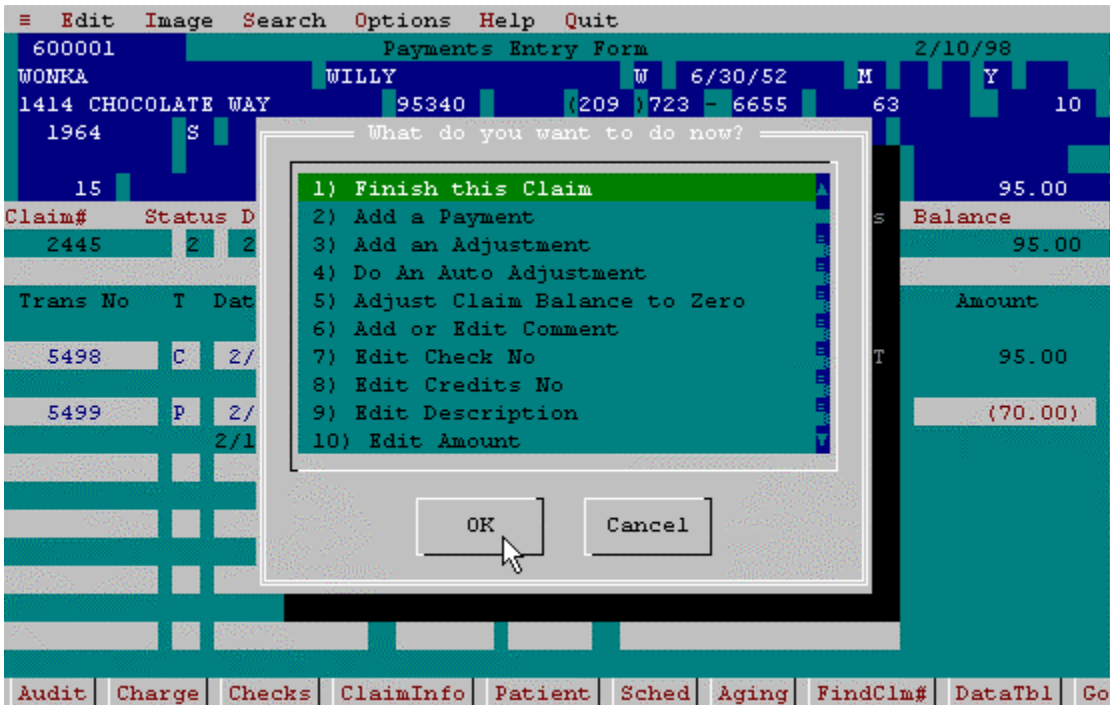 ≡ Edit Image Search Options Help Quit
600001 Payments Entry Form 2/10/98
WONKA WILLY W 6/30/52 M Y
1414 CHOCOLATE WAY 95340 (209 )723 - 6655 63 10
1964 S
What do you want to do now?
15 95.00
1) Finish this Claim
2) Add a Payment
3) Add an Adjustment
4) Do An Auto Adjustment
5) Adjust Claim Balance to Zero
6) Add or Edit Comment
7) Edit Check No
8) Edit Credits No
9) Edit Description
10) Edit Amount
OK Cancel
Claim# Status D s Balance
2445 2 2 95.00
Trans No T Dat Amount
5498 C 2/ T 95.00
5499 P 2/ (70.00)
2/1
Audit Charge Checks ClaimInfo Patient Sched Aging FindClm# DataTbl Go